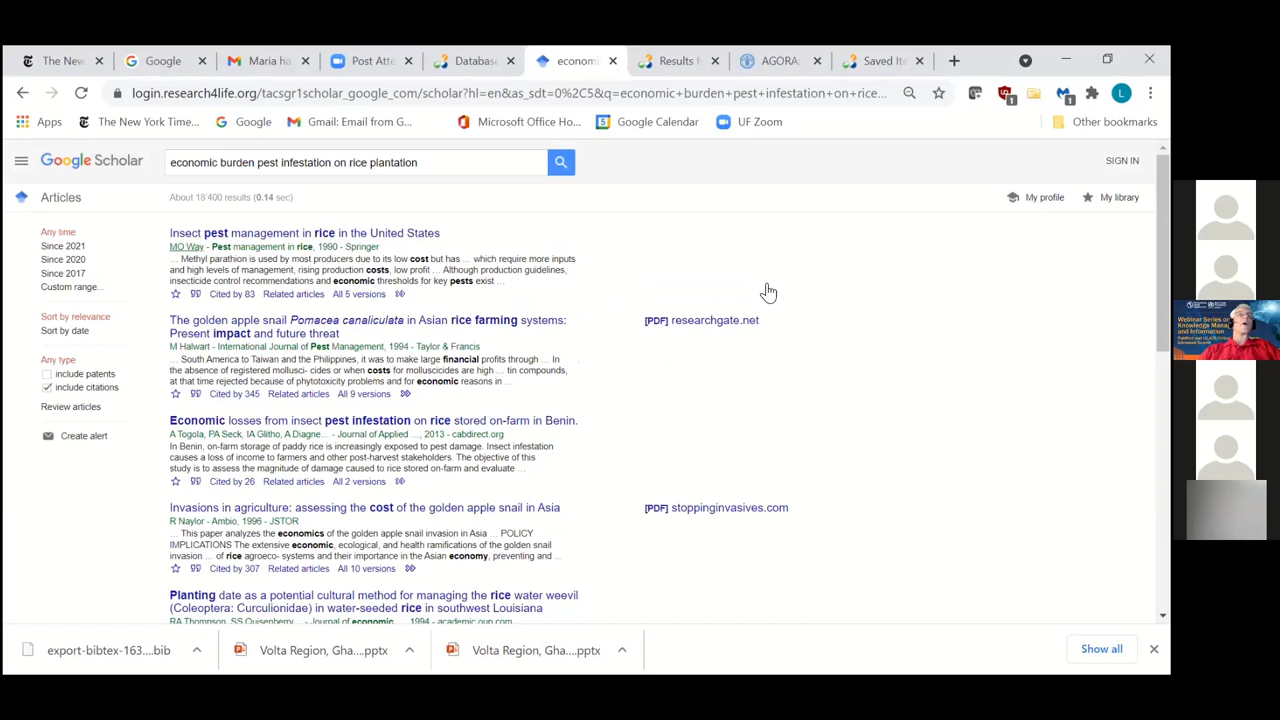 The New
Google
Maria ha
Post Atte
Database
economi
Results f
AGORA:
Saved Ite
login.research4life.org/tacsgr1scholar_google_com/scholar?hl=en&as_sdt=0%2C5&q=economic+burden+pest+infestation+on+rice...
Apps
The New York Time...
Google
Gmail: Email from G...
Microsoft Office Ho...
Google Calendar
UF Zoom
Other bookmarks
Google Scholar
economic burden pest infestation on rice plantation
SIGN IN
Articles
About 18'400 results (0.14 sec)
My profile
My library
Any time
Since 2021
Since 2020
Since 2017
Custom range...
Sort by relevance
Sort by date
Any type
include patents
include citations
Review articles
Create alert
Insect pest management in rice in the United States
MO Way - Pest management in rice, 1990 - Springer
... Methyl parathion is used by most producers due to its low cost but has ... which require more inputs
and high levels of management, rising production costs, low profit ... Although production guidelines,
insecticide control recommendations and economic thresholds for key pests exist ...
Cited by 83 Related articles All 5 versions
The golden apple snail Pomacea canaliculata in Asian rice farming systems:
Present impact and future threat
[PDF] researchgate.net
M Halwart - International Journal of Pest Management, 1994 - Taylor & Francis
... South America to Taiwan and the Philippines, it was to make large financial profits through ... In
the absence of registered mollusci- cides or when costs for molluscicides are high ... tin compounds,
at that time rejected because of phytotoxicity problems and for economic reasons in ...
Cited by 345 Related articles All 9 versions
Economic losses from insect pest infestation on rice stored on-farm in Benin.
A Togola, PA Seck, IA Glitho, A Diagne... - Journal of Applied ..., 2013 - cabdirect.org
In Benin, on-farm storage of paddy rice is increasingly exposed to pest damage. Insect infestation
causes a loss of income to farmers and other post-harvest stakeholders. The objective of this
study is to assess the magnitude of damage caused to rice stored on-farm and evaluate ...
Cited by 26 Related articles All 2 versions
Invasions in agriculture: assessing the cost of the golden apple snail in Asia
[PDF] stoppinginvasives.com
R Naylor - Ambio, 1996 - JSTOR
... This paper analyzes the economics of the golden apple snail invasion in Asia ... POLICY
IMPLICATIONS The extensive economic, ecological, and health ramifications of the golden snail
invasion ... of rice agroeco- systems and their importance in the Asian economy, preventing and ...
Cited by 307 Related articles All 10 versions
Planting date as a potential cultural method for managing the rice water weevil
(Coleoptera: Curculionidae) in water-seeded rice in southwest Louisiana
RA Thompson, SS Quisenberry... - Journal of economic ..., 1994 - academic.oup.com
export-bibtex-163....bib
Volta Region, Gha....pptx
Volta Region, Gha....pptx
Show all
Webinar Series on
Knowledge Mana
and Information